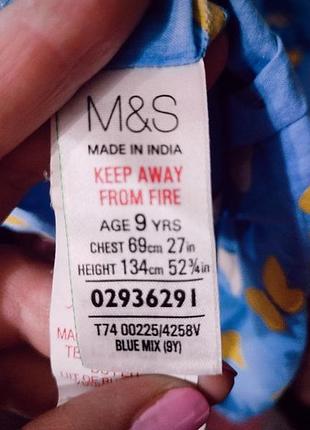 M&S
MADE IN INDIA
KEEP AWAY
FROM FIRE
AGE 9 YRS
CHEST 69cm 27in
HEIGHT 134cm 52¾in
02936291
T74 00225/4258V
BLUE MIX (9Y)